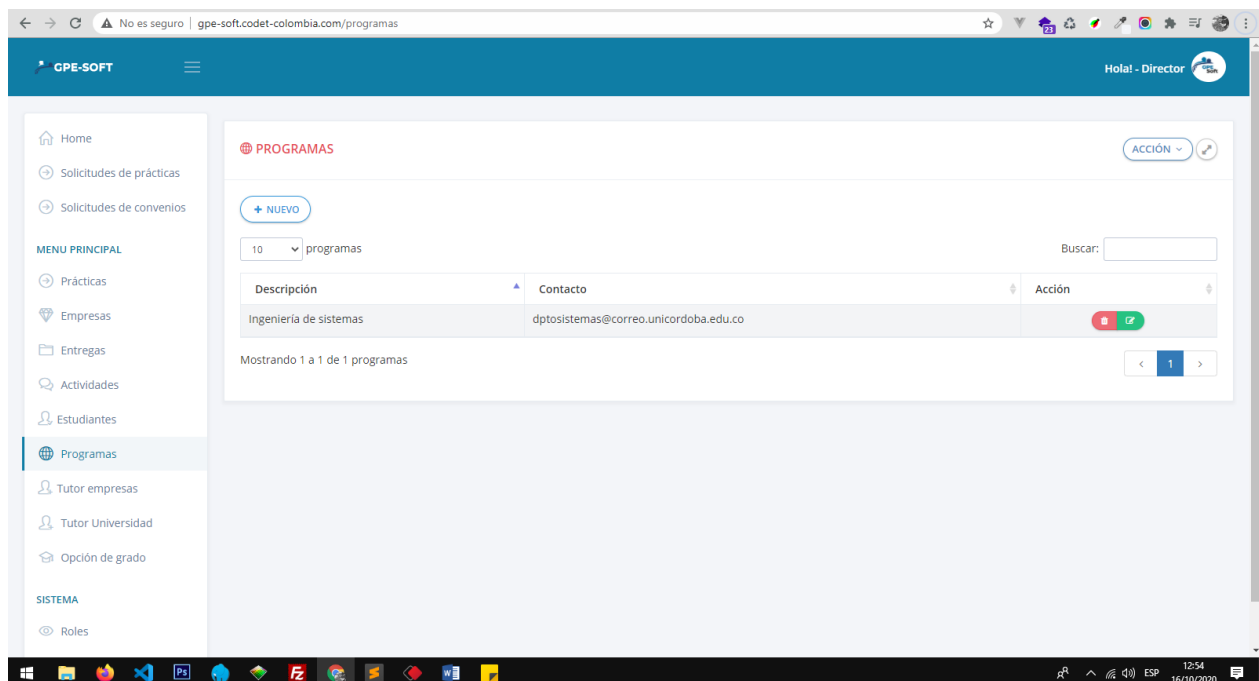 No es seguro | gpe-soft.codet-colombia.com/programas
23
GPE-SOFT
Hola! - Director
Home
Solicitudes de prácticas
Solicitudes de convenios
MENU PRINCIPAL
Prácticas
Empresas
Entregas
Actividades
Estudiantes
Programas
Tutor empresas
Tutor Universidad
Opción de grado
SISTEMA
Roles
PROGRAMAS
ACCIÓN
+ NUEVO
10 programas
Buscar:
Descripción Contacto Acción
Ingeniería de sistemas dptosistemas@correo.unicordoba.edu.co
Mostrando 1 a 1 de 1 programas
< 1 >
Ps
Fz
ESP
12:54
16/10/2020